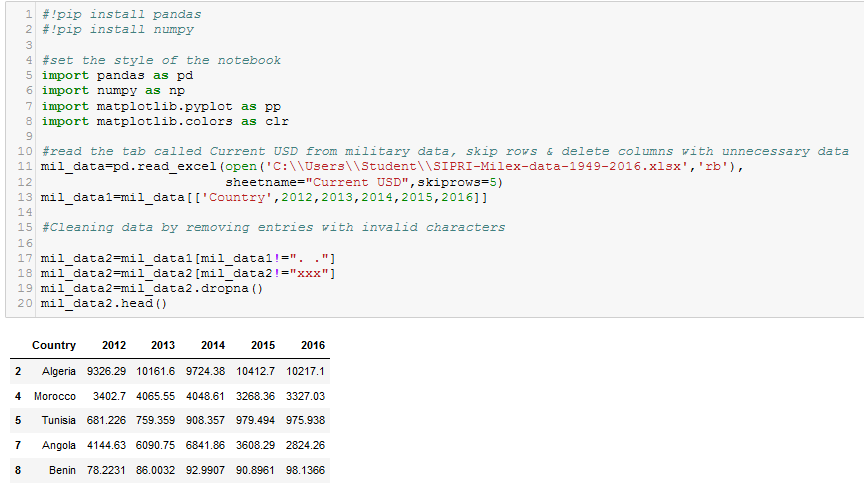 1 #!pip install pandas
2 #!pip install numpy
3
4 #set the style of the notebook
5 import pandas as pd
6 import numpy as np
7 import matplotlib.pyplot as pp
8 import matplotlib.colors as clr
9
10 #read the tab called Current USD from military data, skip rows & delete columns with unnecessary data
11 mil_data=pd.read_excel(open('C:\\Users\\Student\\SIPRI-Milex-data-1949-2016.xlsx','rb'),
12                        sheetname="Current USD",skiprows=5)
13 mil_data1=mil_data[['Country',2012,2013,2014,2015,2016]]
14
15 #Cleaning data by removing entries with invalid characters
16
17 mil_data2=mil_data1[mil_data1!=". ."]
18 mil_data2=mil_data2[mil_data2!="xxx"]
19 mil_data2=mil_data2.dropna()
20 mil_data2.head()
Country 2012 2013 2014 2015 2016
2 Algeria 9326.29 10161.6 9724.38 10412.7 10217.1
4 Morocco 3402.7 4065.55 4048.61 3268.36 3327.03
5 Tunisia 681.226 759.359 908.357 979.494 975.938
7 Angola 4144.63 6090.75 6841.86 3608.29 2824.26
8 Benin 78.2231 86.0032 92.9907 90.8961 98.1366